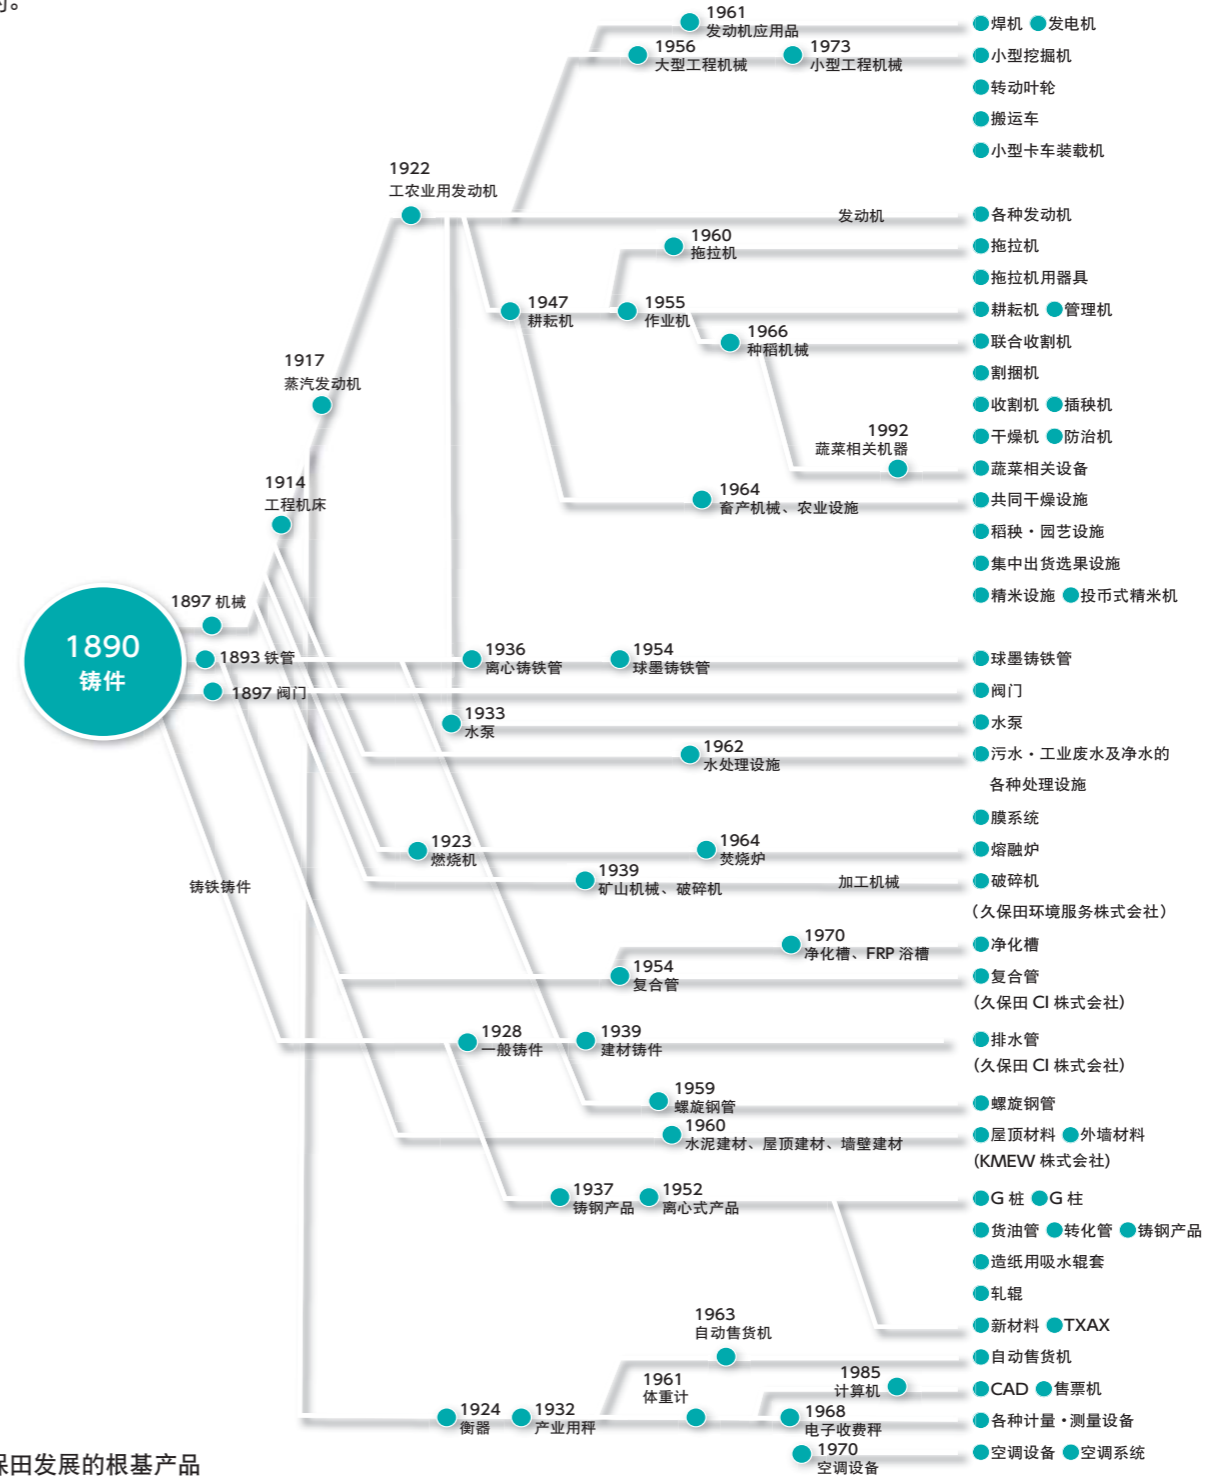 的。
1961
发动机应用品
焊机 发电机
1956
大型工程机械
1973
小型工程机械
小型挖掘机
转动叶轮
搬运车
小型卡车装载机
1922
工农业用发动机
发动机
各种发动机
1960
拖拉机
拖拉机
拖拉机用器具
1947
耕耘机
1955
作业机
耕耘机 管理机
1966
种稻机械
联合收割机
割捆机
1917
蒸汽发动机
收割机 插秧机
干燥机 防治机
1992
蔬菜相关机器
蔬菜相关设备
1914
工程机床
1964
畜产机械、农业设施
共同干燥设施
稻秧·园艺设施
集中出货选果设施
精米设施 投币式精米机
1897 机械
1890
铸件
1893 铁管
1936
离心铸铁管
1954
球墨铸铁管
球墨铸铁管
1897 阀门
阀门
1933
水泵
水泵
1962
水处理设施
污水·工业废水及净水的
各种处理设施
膜系统
1923
燃烧机
1964
焚烧炉
熔融炉
铸铁铸件
1939
矿山机械、破碎机
加工机械
破碎机
（久保田环境服务株式会社）
1970
净化槽、FRP 浴槽
净化槽
1954
复合管
复合管
(久保田 CI 株式会社)
1928
一般铸件
1939
建材铸件
排水管
(久保田 CI 株式会社)
1959
螺旋钢管
螺旋钢管
1960
水泥建材、屋顶建材、墙壁建材
屋顶材料 外墙材料
(KMEW 株式会社)
1937
铸钢产品
1952
离心式产品
G 桩 G 柱
货油管 转化管 铸钢产品
造纸用吸水辊套
轧辊
新材料 TXAX
1963
自动售货机
自动售货机
1961
体重计
1985
计算机
CAD 售票机
1924
衡器
1932
产业用秤
1968
电子收费秤
各种计量·测量设备
1970
空调设备
空调设备 空调系统
保田发展的根基产品